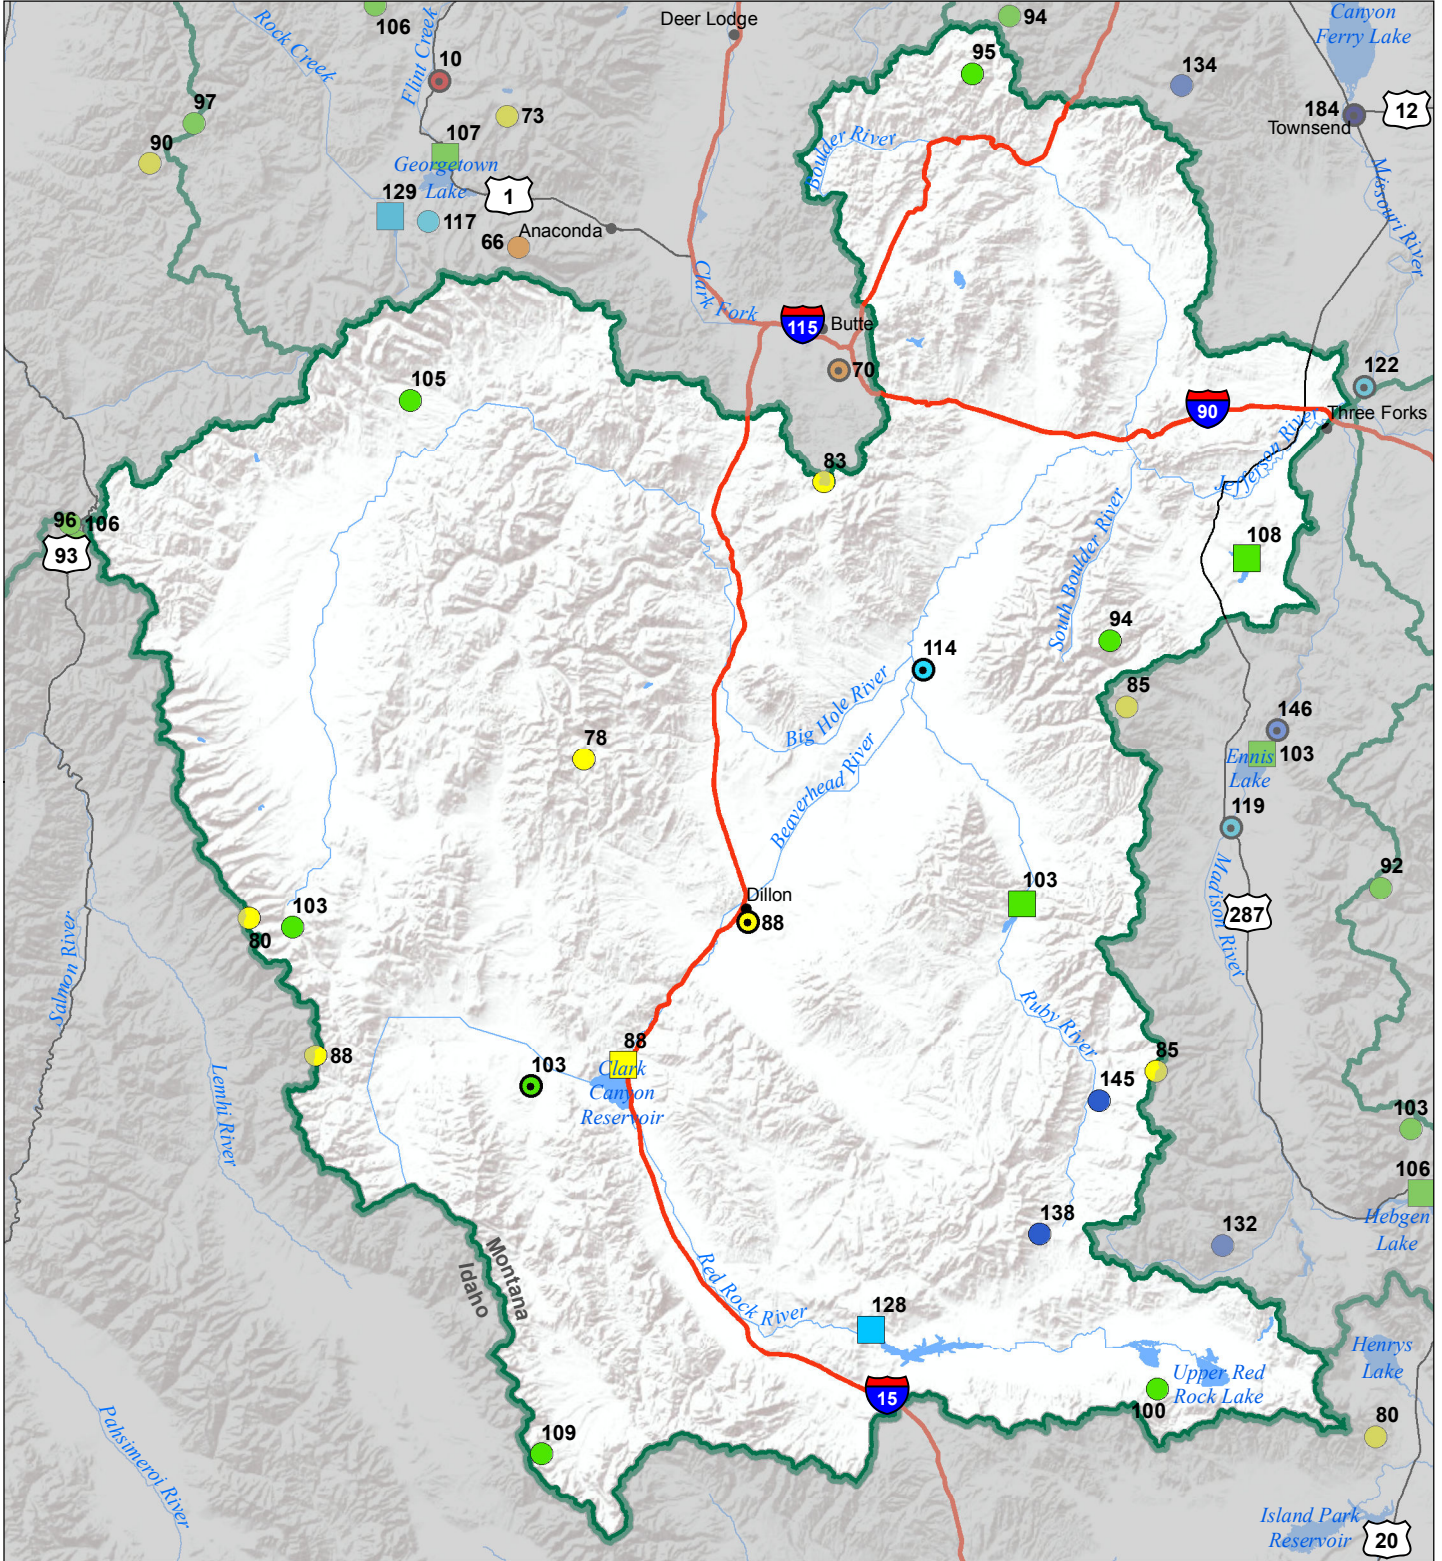 106
Deer Lodge
94
Canyon
Ferry Lake
Rock Creek
Flint Creek
10
95
134
97
73
184
12
Townsend
90
107
Boulder River
Georgetown
Lake
1
Missouri River
129
117
66
Anaconda
Clark Fork
115
Butte
70
122
105
90
Three Forks
83
Jefferson River
96
106
93
108
South Boulder River
94
114
85
Big Hole River
146
78
Ennis
Lake
103
Beaverhead River
119
Madison River
92
103
Dillon
88
287
103
80
Salmon River
Ruby River
88
88
Clark
Canyon
Reservoir
103
85
145
Lemhi River
103
106
Hebgen
Lake
138
132
Montana
Idaho
Red Rock River
128
Henrys
Lake
Upper Red
Rock Lake
15
100
80
Pahsimeroi River
109
Island Park
Reservoir
20